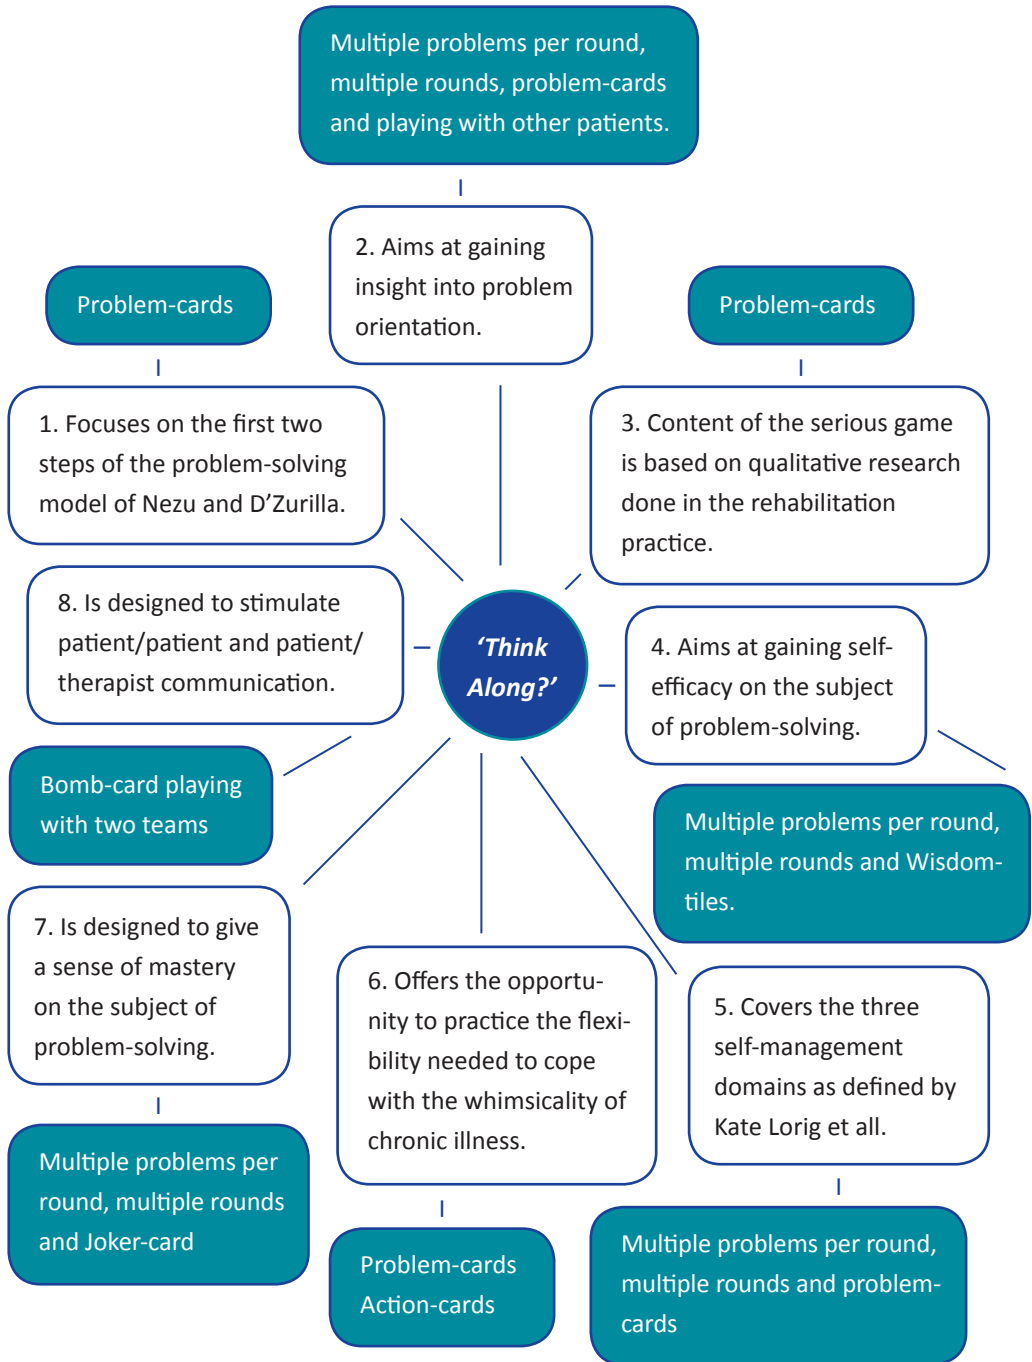 Multiple problems per round,
multiple rounds, problem-cards
and playing with other patients.
2. Aims at gaining
insight into problem
orientation.
Problem-cards
1. Focuses on the first two
steps of the problem-solving
model of Nezu and D’Zurilla.
Problem-cards
3. Content of the serious game
is based on qualitative research
done in the rehabilitation
practice.
8. Is designed to stimulate
patient/patient and patient/
therapist communication.
‘Think
Along?’
4. Aims at gaining self-
efficacy on the subject
of problem-solving.
Bomb-card playing
with two teams
Multiple problems per round,
multiple rounds and Wisdom-
tiles.
7. Is designed to give
a sense of mastery
on the subject of
problem-solving.
6. Offers the opportu-
nity to practice the flexi-
bility needed to cope
with the whimsicality of
chronic illness.
5. Covers the three
self-management
domains as defined by
Kate Lorig et all.
Multiple problems per
round, multiple rounds
and Joker-card
Problem-cards
Action-cards
Multiple problems per round,
multiple rounds and problem-
cards